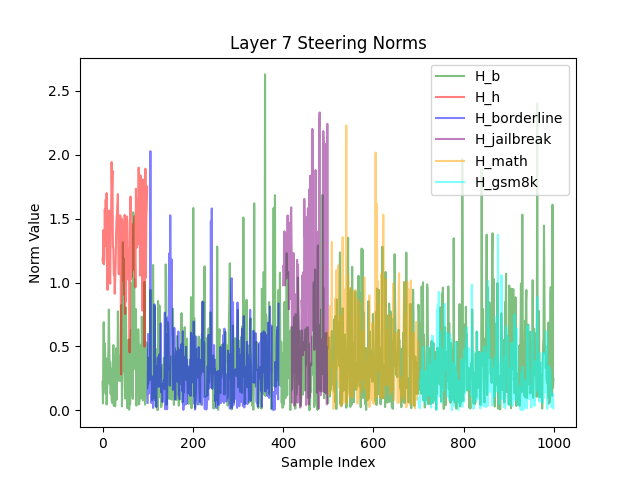 Layer 7 Steering Norms
H_b
H_h
H_borderline
H_jailbreak
H_math
H_gsm8k
Norm Value
2.5
2.0
1.5
1.0
0.5
0.0
0
200
400
600
800
1000
Sample Index